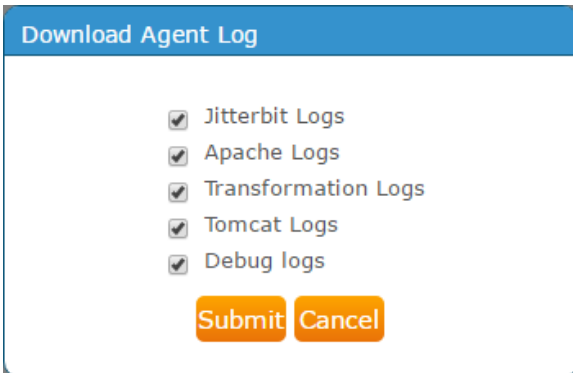 Download Agent Log
Jitterbit Logs
Apache Logs
Transformation Logs
Tomcat Logs
Debug logs
Submit Cancel